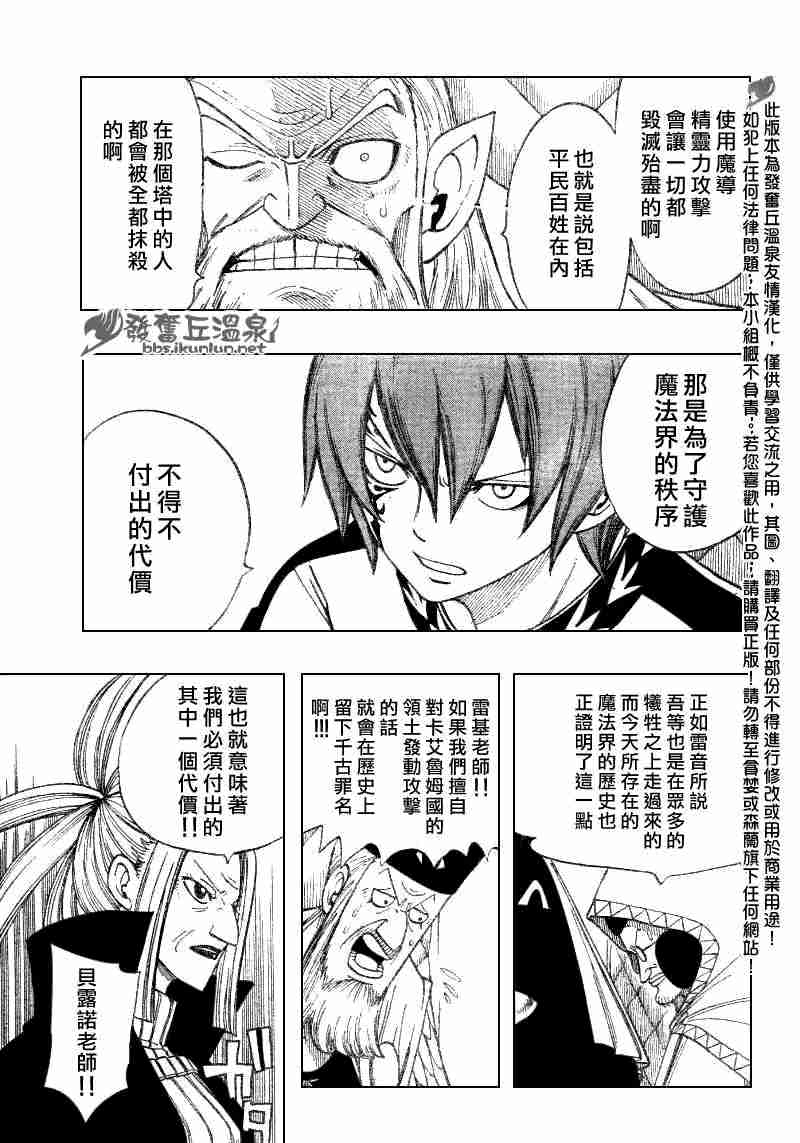 使用魔導
精靈力攻擊
會讓一切都
毀滅殆盡的啊
也就是說包括
平民百姓在內
在那個塔中的人
都會被全都抹殺
的啊
發奮丘溫泉
bbs.ikunlun.net
那是為了守護
魔法界的秩序
不得不
付出的代價
正如雷音所說
吾等也是在眾多的
犧牲之上走過來的
而今天所存在的
魔法界的歷史也
正證明了這一點
雷基老師!!
如果我們擅自
對卡艾魯姆國的
領土發動攻擊
的話
就會在歷史上
留下千古罪名
啊!!!
這也就意味著
我們必須付出的
其中一個代價!!
貝露諾老師!!
此版本為發奮丘溫泉友情漢化，僅供學習交流之用，其圖、翻譯及任何部份不得進行修改或用於商業用途！
如犯上任何法律問題，本小組概不負責。若您喜歡此作品，請購買正版！請勿轉至貪婪或森蘭旗下任何網站！